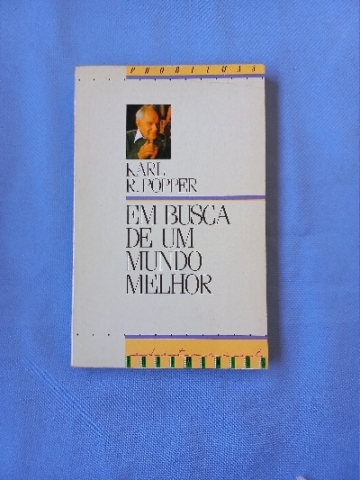 PROBLEMAS
KARL
R. POPPER
EM BUSCA
DE UM
MUNDO
MELHOR